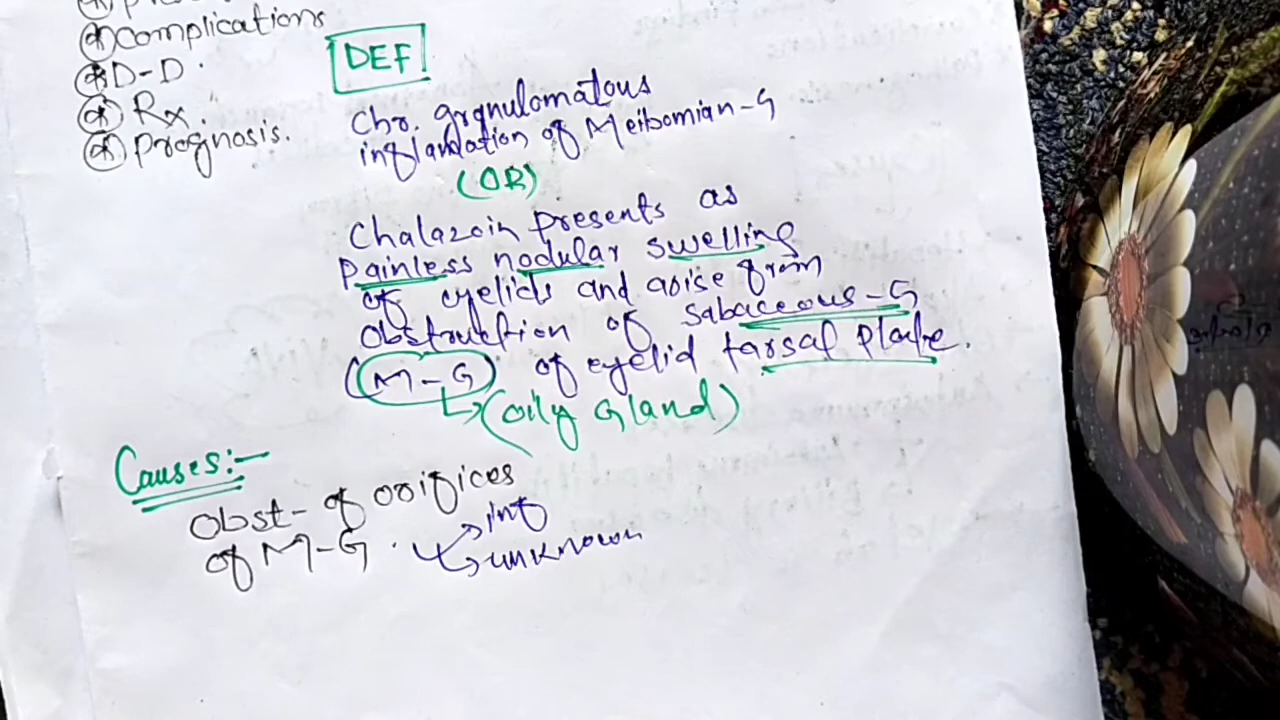 Complications
D-D.
Rx.
Prognosis.
DEF
Chr. granulomatous
inflamation of Meibomian-G
(OR)
Chalazoin presents as
painless nodular swelling
of eyelids and arise from
obstruction of sabaceous-G
(M-G) of eyelid tarsal plate.
(oily Gland)
Causes:-
Obst- of orifices
of M-G.
inf
unknown